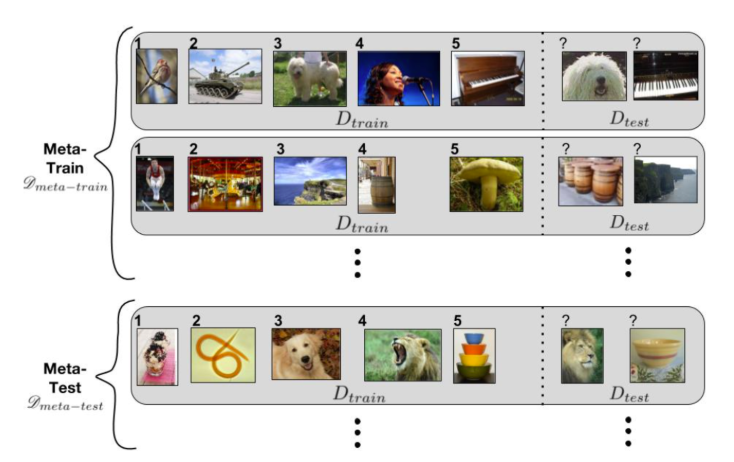 1 2 3 4 5 ? ?
D_train D_test
Meta-
Train
𝒟_meta−train
1 2 3 4 5 ? ?
D_train D_test
1 2 3 4 5 ? ?
Meta-
Test
𝒟_meta−test
D_train D_test